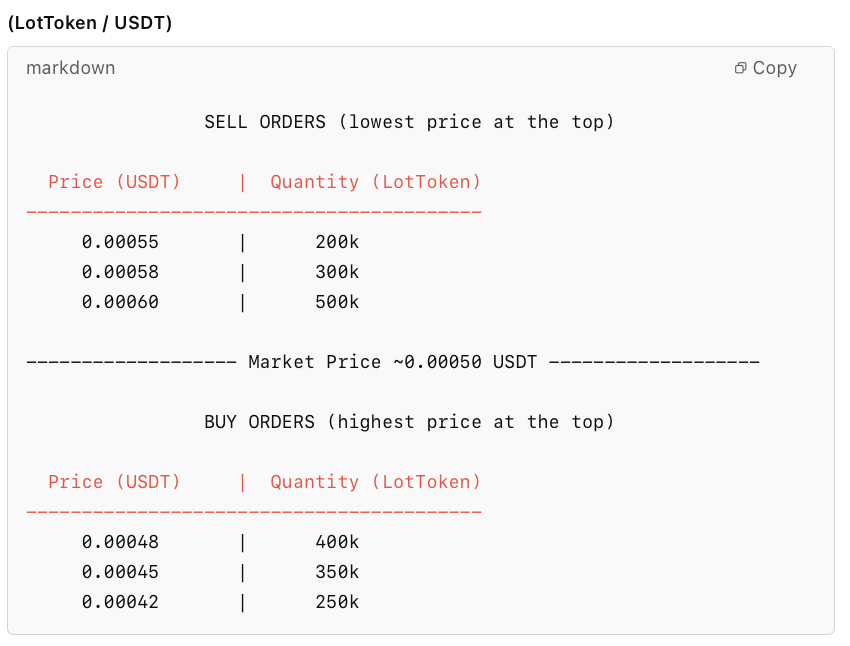 (LotToken / USDT)
markdown
Copy
SELL ORDERS (lowest price at the top)
Price (USDT) | Quantity (LotToken)
-----------------------------------------
0.00055 | 200k
0.00058 | 300k
0.00060 | 500k
------------------- Market Price ~0.00050 USDT -------------------
BUY ORDERS (highest price at the top)
Price (USDT) | Quantity (LotToken)
-----------------------------------------
0.00048 | 400k
0.00045 | 350k
0.00042 | 250k